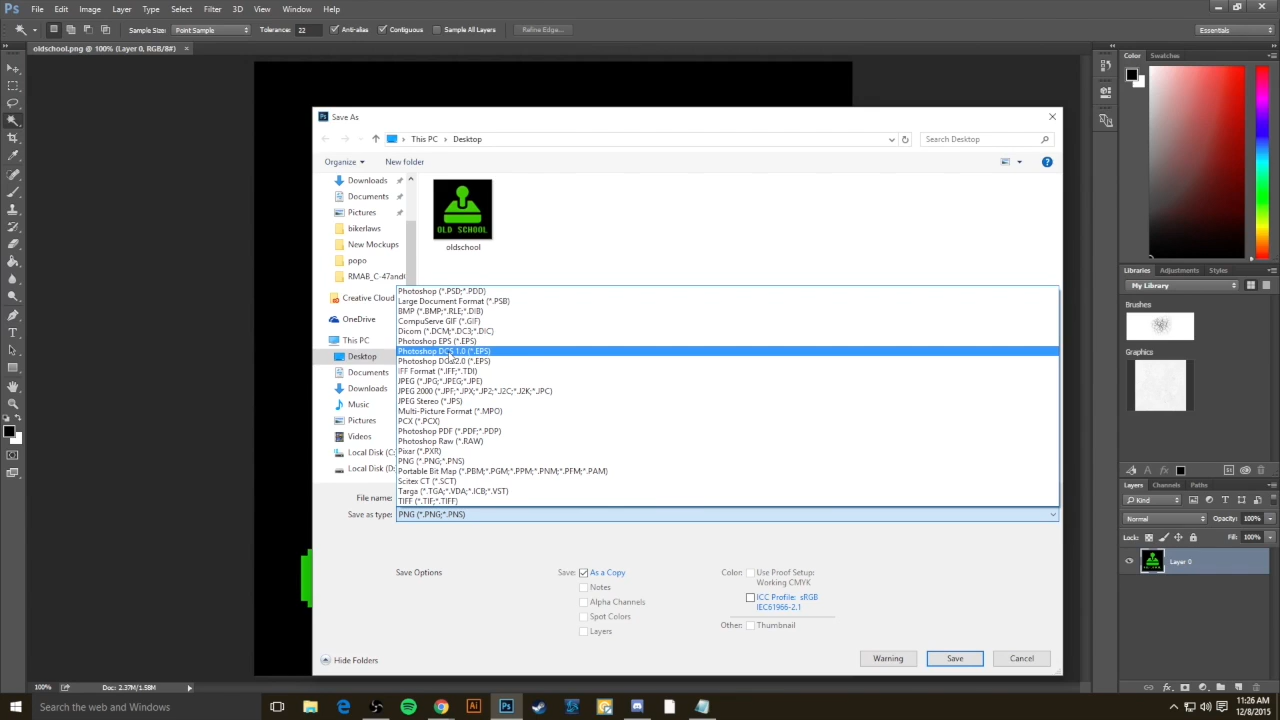 Ps File Edit Image Layer Type Select Filter 3D View Window Help
Sample Size: Point Sample Tolerance: 22 Anti-alias Contiguous Sample All Layers Refine Edge... Essentials
oldschool.png @ 100% (Layer 0, RGB/8#) ×
Color Swatches
Save As
This PC > Desktop
Search Desktop
Organize New folder
Downloads
Documents
Pictures
bikerlaws
New Mockups
popo
RMAB_C-47and
Creative Cloud
OneDrive
This PC
Desktop
Documents
Downloads
Music
Pictures
Videos
Local Disk (C:
Local Disk (D:
OLD SCHOOL
oldschool
Photoshop (*.PSD;*.PDD)
Large Document Format (*.PSB)
BMP (*.BMP;*.RLE;*.DIB)
CompuServe GIF (*.GIF)
Dicom (*.DCM;*.DC3;*.DIC)
Photoshop EPS (*.EPS)
Photoshop DCS 1.0 (*.EPS)
Photoshop DCS 2.0 (*.EPS)
IFF Format (*.IFF;*.TDI)
JPEG (*.JPG;*.JPEG;*.JPE)
JPEG 2000 (*.JPF;*.JPX;*.JP2;*.J2C;*.J2K;*.JPC)
JPEG Stereo (*.JPS)
Multi-Picture Format (*.MPO)
PCX (*.PCX)
Photoshop PDF (*.PDF;*.PDP)
Photoshop Raw (*.RAW)
Pixar (*.PXR)
PNG (*.PNG;*.PNS)
Portable Bit Map (*.PBM;*.PGM;*.PPM;*.PNM;*.PFM;*.PAM)
Scitex CT (*.SCT)
Targa (*.TGA;*.VDA;*.ICB;*.VST)
TIFF (*.TIF;*.TIFF)
File name:
Save as type: PNG (*.PNG;*.PNS)
Save Options
Save: As a Copy
Notes
Alpha Channels
Spot Colors
Layers
Color: Use Proof Setup:
Working CMYK
ICC Profile: sRGB
IEC61966-2.1
Other: Thumbnail
Hide Folders
Warning Save Cancel
Libraries Adjustments Styles
My Library
Brushes
Graphics
Layers Channels Paths
Kind
Normal Opacity: 100%
Lock: Fill: 100%
Layer 0
100% Doc: 2.37M/1.58M
Search the web and Windows
11:26 AM
12/8/2015